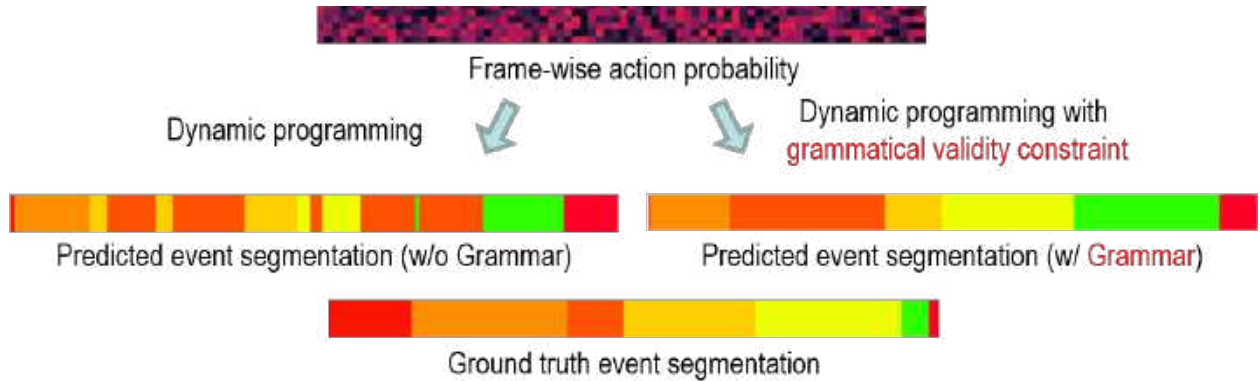 Frame-wise action probability
Dynamic programming
Dynamic programming with
grammatical validity constraint
Predicted event segmentation (w/o Grammar)
Predicted event segmentation (w/ Grammar)
Ground truth event segmentation